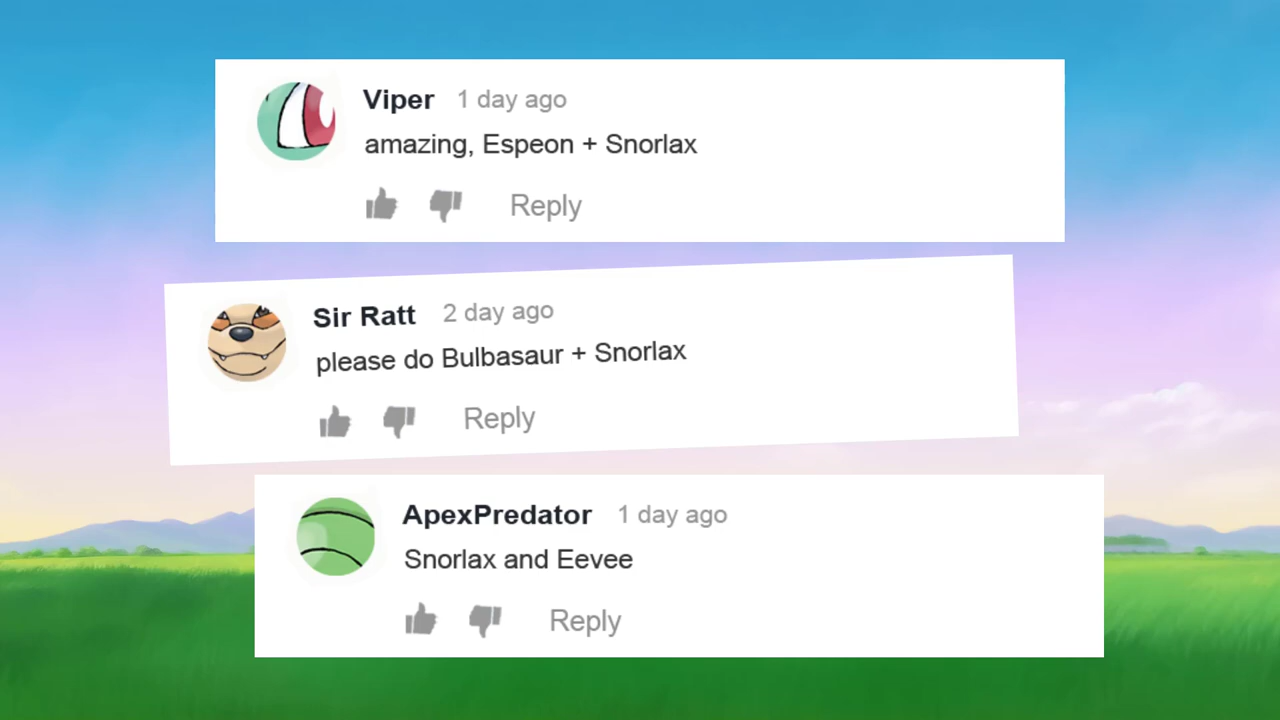 Viper 1 day ago
amazing, Espeon + Snorlax
Reply
Sir Ratt 2 day ago
please do Bulbasaur + Snorlax
Reply
ApexPredator 1 day ago
Snorlax and Eevee
Reply